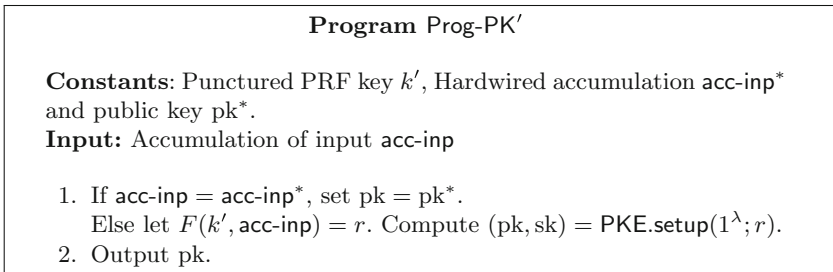 Program Prog-PK′
Constants: Punctured PRF key k′, Hardwired accumulation acc-inp*
and public key pk*.
Input: Accumulation of input acc-inp
1. If acc-inp = acc-inp*, set pk = pk*.
Else let F(k′, acc-inp) = r. Compute (pk, sk) = PKE.setup(1^λ; r).
2. Output pk.